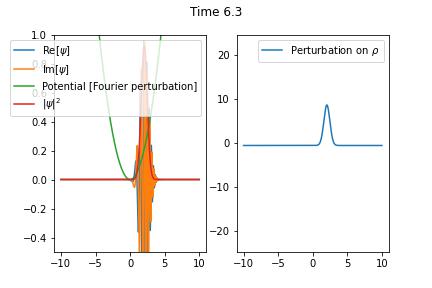 Time 6.3
Re[ψ]
Im[ψ]
Potential [Fourier perturbation]
|ψ|²
1.0
0.8
0.4
0.2
0.0
−0.2
−0.4
−10 −5 0 5 10
Perturbation on ρ
20
10
0
−10
−20
−10 −5 0 5 10